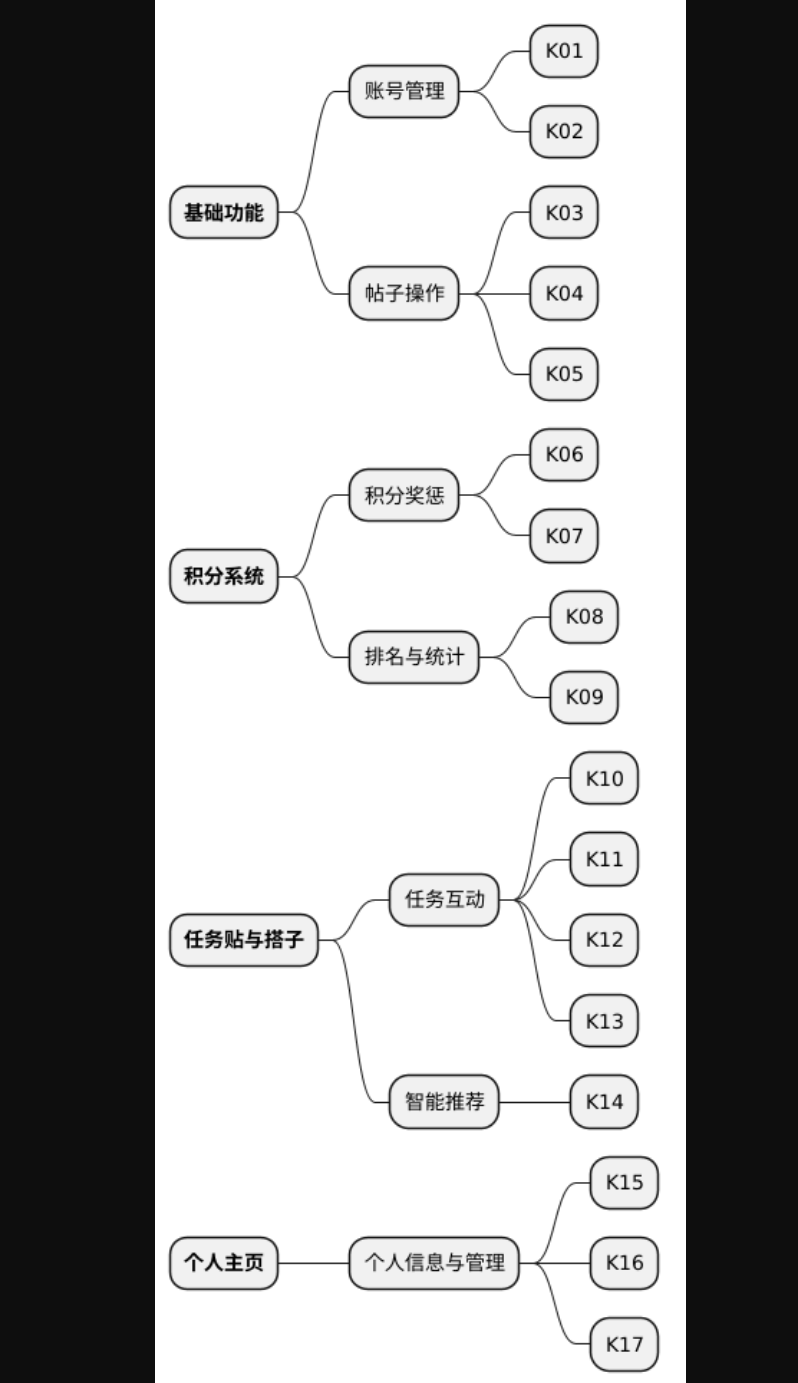 基础功能
账号管理
K01
K02
帖子操作
K03
K04
K05
积分系统
积分奖惩
K06
K07
排名与统计
K08
K09
任务贴与搭子
任务互动
K10
K11
K12
K13
智能推荐
K14
个人主页
个人信息与管理
K15
K16
K17